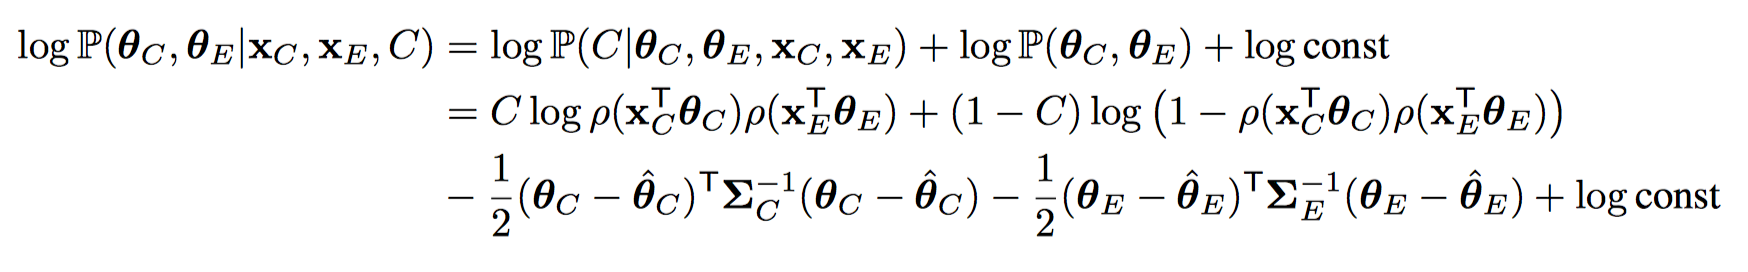 log ℙ(𝜽_C, 𝜽_E|𝐱_C, 𝐱_E, C) = log ℙ(C|𝜽_C, 𝜽_E, 𝐱_C, 𝐱_E) + log ℙ(𝜽_C, 𝜽_E) + log const
= C log ρ(𝐱_C^⊤𝜽_C)ρ(𝐱_E^⊤𝜽_E) + (1 − C) log (1 − ρ(𝐱_C^⊤𝜽_C)ρ(𝐱_E^⊤𝜽_E))
− 1/2(𝜽_C − 𝜽̂_C)^⊤𝚺_C^{−1}(𝜽_C − 𝜽̂_C) − 1/2(𝜽_E − 𝜽̂_E)^⊤𝚺_E^{−1}(𝜽_E − 𝜽̂_E) + log const